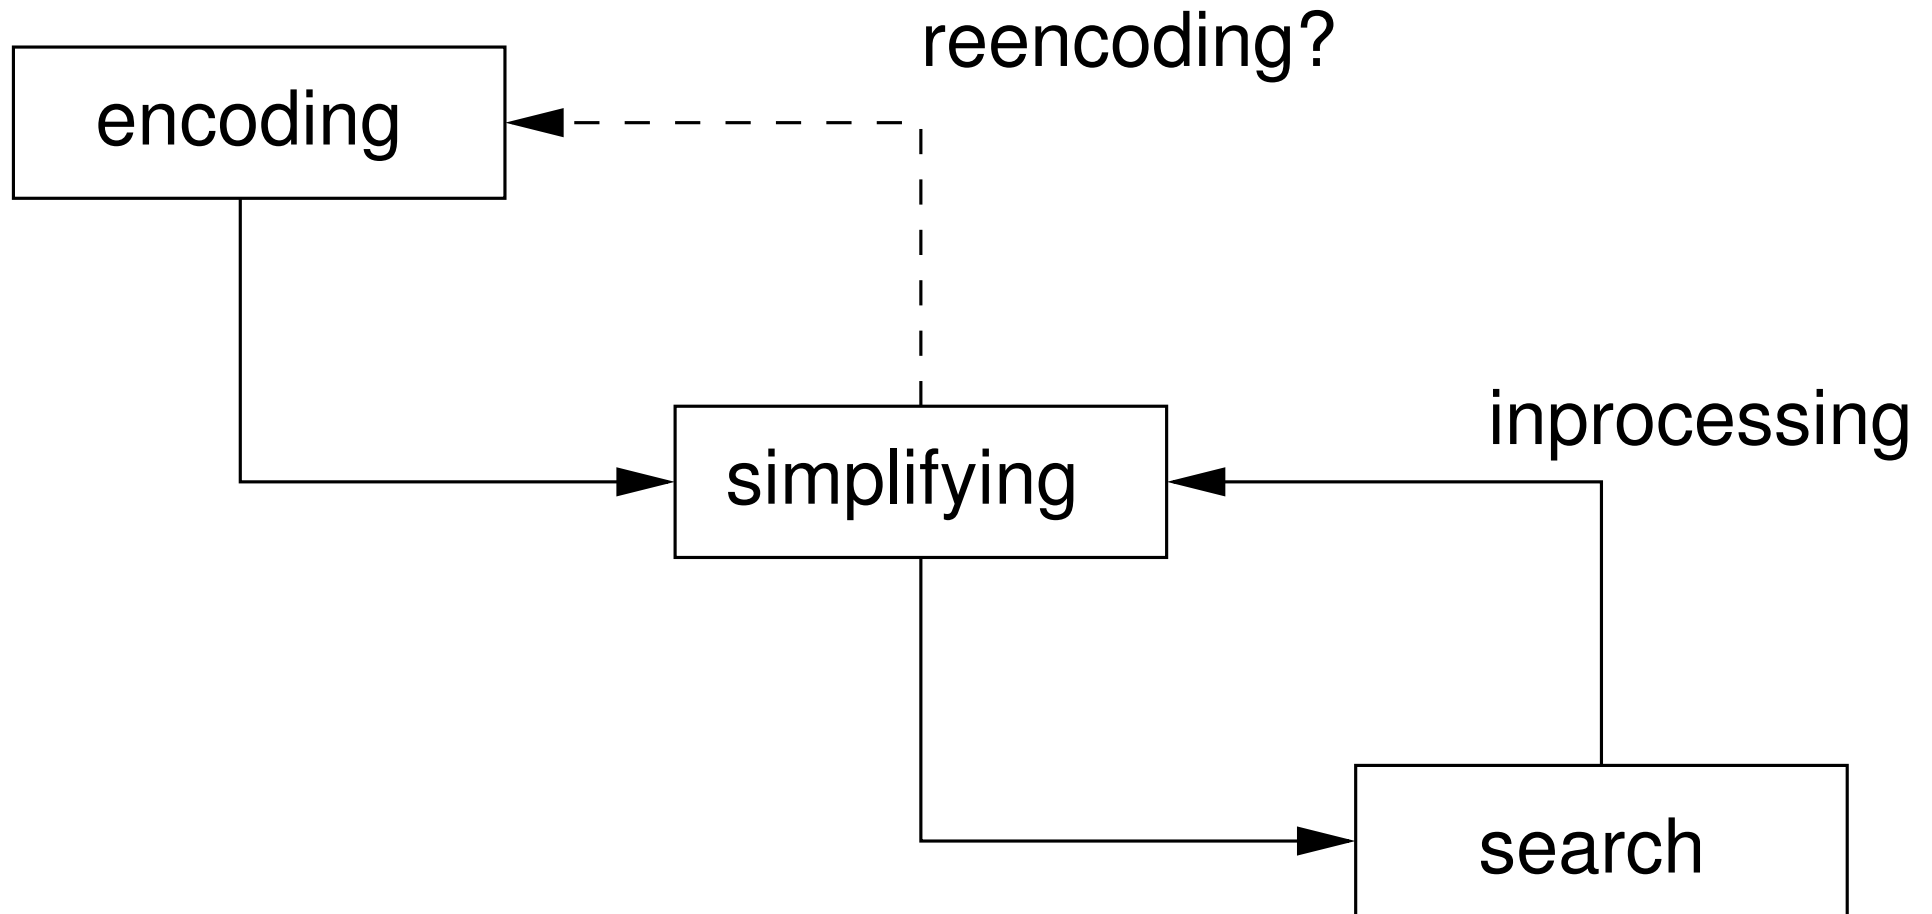 reencoding?
encoding
inprocessing
simplifying
search